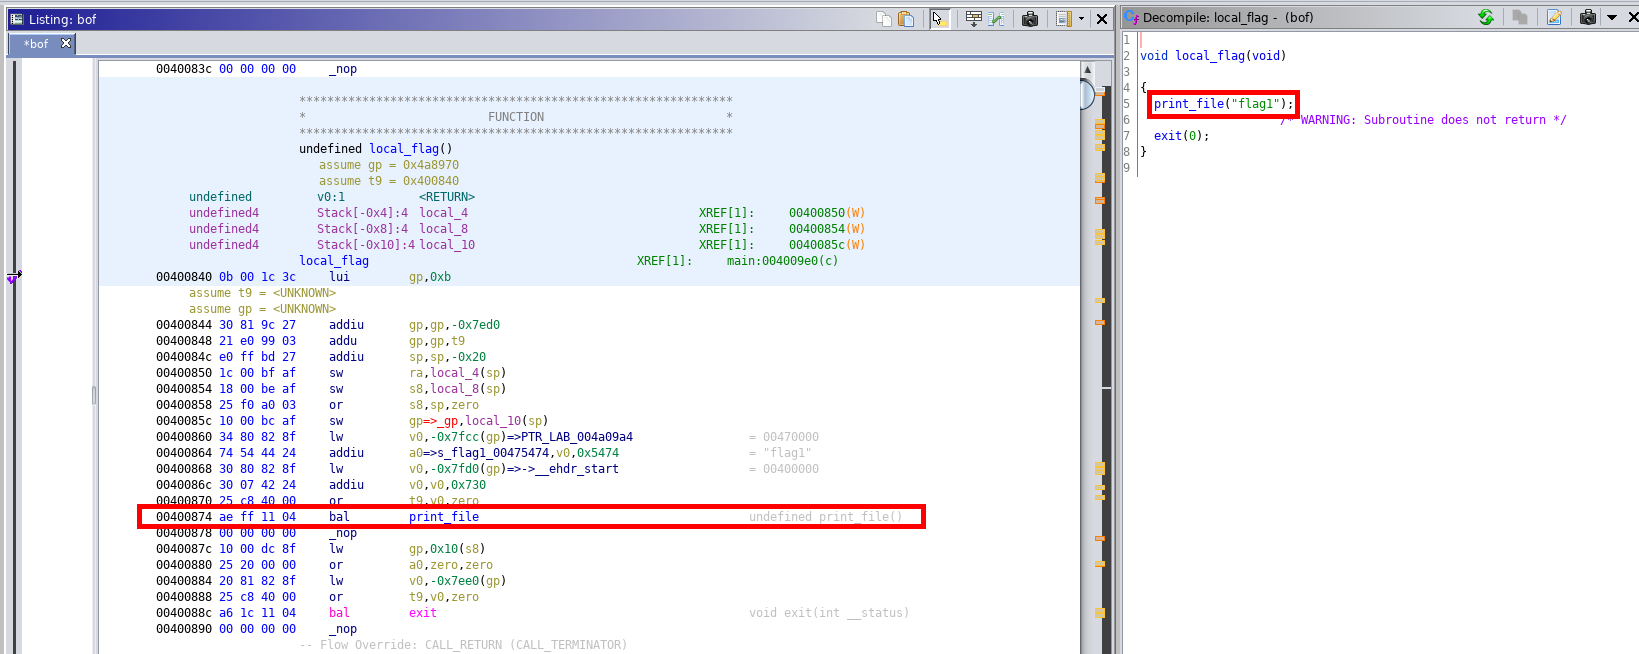 Listing: bof
*bof
0040083c 00 00 00 00 _nop
**************************************************************
* FUNCTION *
**************************************************************
undefined local_flag()
assume gp = 0x4a8970
assume t9 = 0x400840
undefined v0:1 <RETURN>
undefined4 Stack[-0x4]:4 local_4 XREF[1]: 00400850(W)
undefined4 Stack[-0x8]:4 local_8 XREF[1]: 00400854(W)
undefined4 Stack[-0x10]:4 local_10 XREF[1]: 0040085c(W)
local_flag XREF[1]: main:004009e0(c)
00400840 0b 00 1c 3c lui gp,0xb
assume t9 = <UNKNOWN>
assume gp = <UNKNOWN>
00400844 30 81 9c 27 addiu gp,gp,-0x7ed0
00400848 21 e0 99 03 addu gp,gp,t9
0040084c e0 ff bd 27 addiu sp,sp,-0x20
00400850 1c 00 bf af sw ra,local_4(sp)
00400854 18 00 be af sw s8,local_8(sp)
00400858 25 f0 a0 03 or s8,sp,zero
0040085c 10 00 bc af sw gp=>_gp,local_10(sp)
00400860 34 80 82 8f lw v0,-0x7fcc(gp)=>PTR_LAB_004a09a4 = 00470000
00400864 74 54 44 24 addiu a0=>s_flag1_00475474,v0,0x5474 = "flag1"
00400868 30 80 82 8f lw v0,-0x7fd0(gp)=>->__ehdr_start = 00400000
0040086c 30 07 42 24 addiu v0,v0,0x730
00400870 25 c8 40 00 or t9,v0,zero
00400874 ae ff 11 04 bal print_file undefined print_file()
00400878 00 00 00 00 _nop
0040087c 10 00 dc 8f lw gp,0x10(s8)
00400880 25 20 00 00 or a0,zero,zero
00400884 20 81 82 8f lw v0,-0x7ee0(gp)
00400888 25 c8 40 00 or t9,v0,zero
0040088c a6 1c 11 04 bal exit void exit(int __status)
00400890 00 00 00 00 _nop
-- Flow Override: CALL_RETURN (CALL_TERMINATOR)
Decompile: local_flag - (bof)
1
2 void local_flag(void)
3
4 {
5 print_file("flag1");
6 /* WARNING: Subroutine does not return */
7 exit(0);
8 }
9